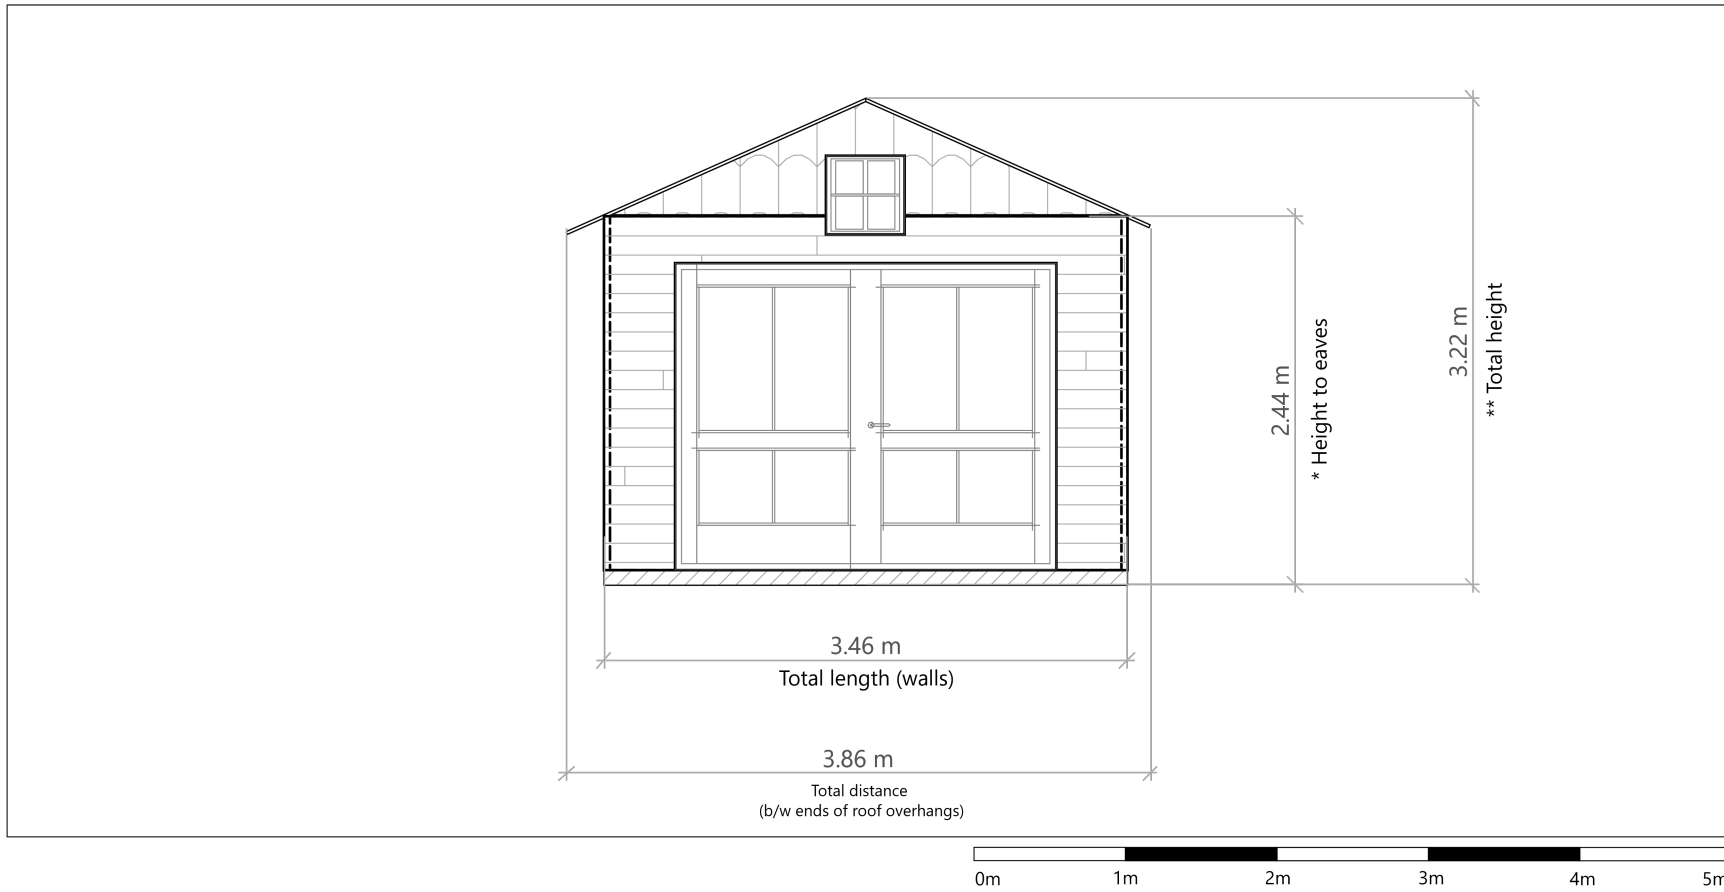 2.44 m
* Height to eaves
3.22 m
** Total height
3.46 m
Total length (walls)
3.86 m
Total distance
(b/w ends of roof overhangs)
0m 1m 2m 3m 4m 5m